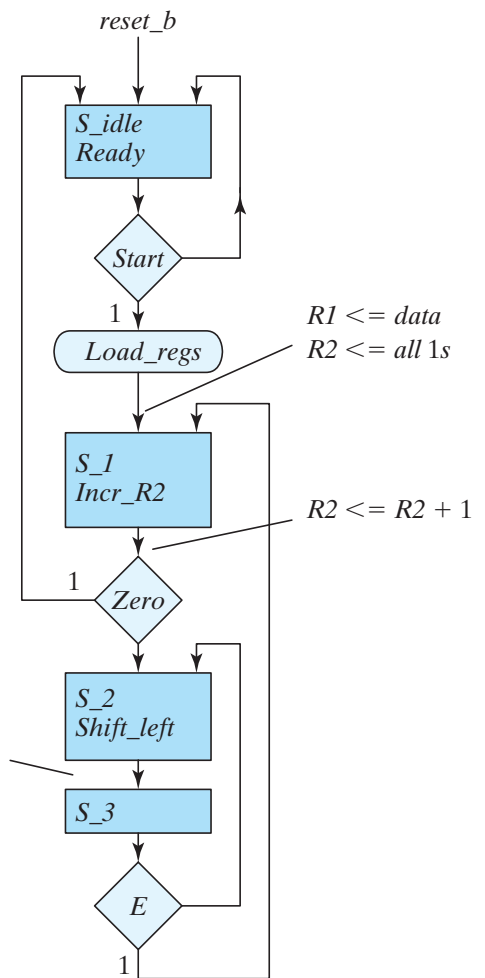 reset_b
S_idle
Ready
Start
1
Load_regs
R1 <= data
R2 <= all 1s
S_1
Incr_R2
R2 <= R2 + 1
1
Zero
S_2
Shift_left
S_3
E
1